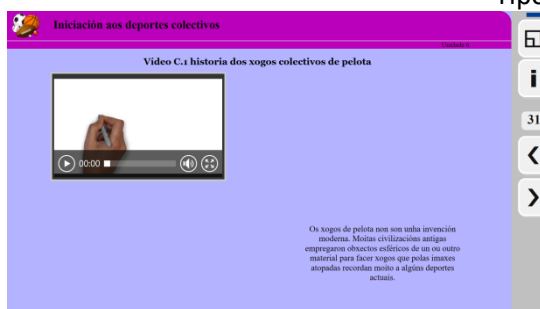 Iniciación aos deportes colectivos
Unidade 6
Vídeo C.1 historia dos xogos colectivos de pelota
00:00
i
31
Os xogos de pelota non son unha invención
moderna. Moitas civilizacións antigas
empregaron obxectos esféricos de un ou outro
material para facer xogos que polas imaxes
atopadas recordan moito a algúns deportes
actuais.